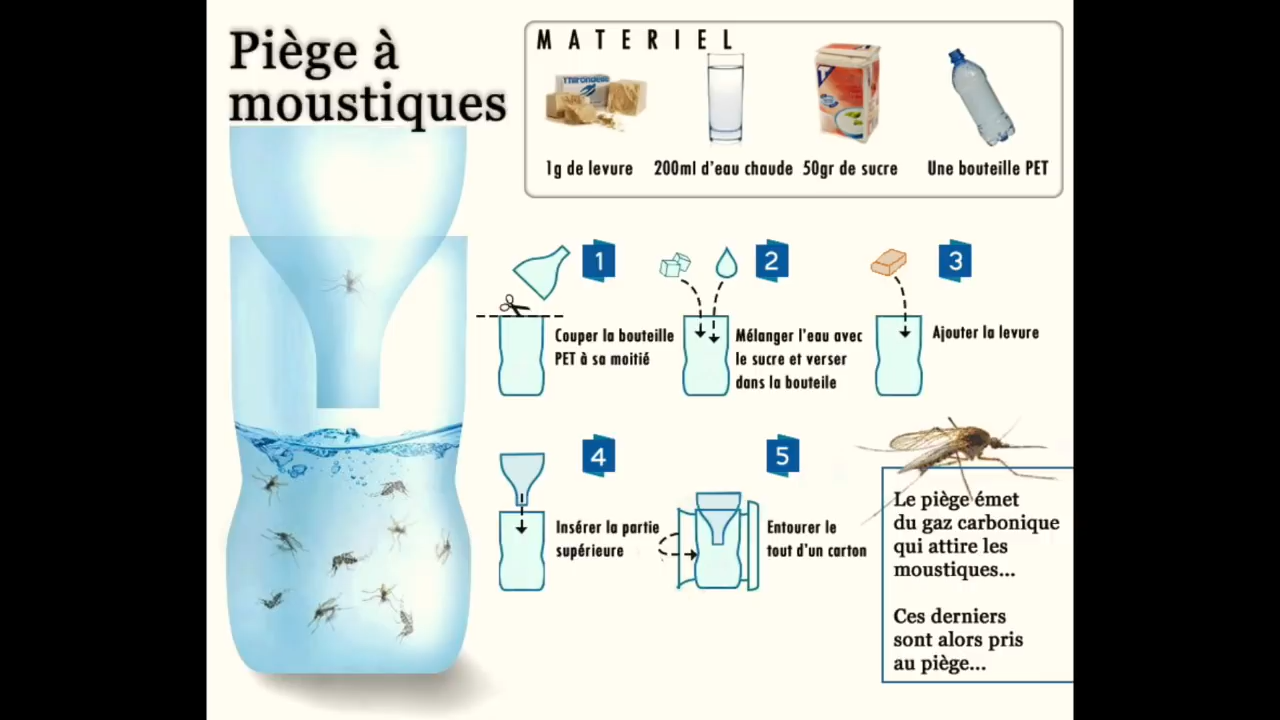 Piège à
moustiques
MATERIEL
1g de levure
200ml d'eau chaude
50gr de sucre
Une bouteille PET
1
Couper la bouteille
PET à sa moitié
2
Mélanger l'eau avec
le sucre et verser
dans la bouteile
3
Ajouter la levure
4
Insérer la partie
supérieure
5
Entourer le
tout d'un carton
Le piège émet
du gaz carbonique
qui attire les
moustiques...
Ces derniers
sont alors pris
au piège...